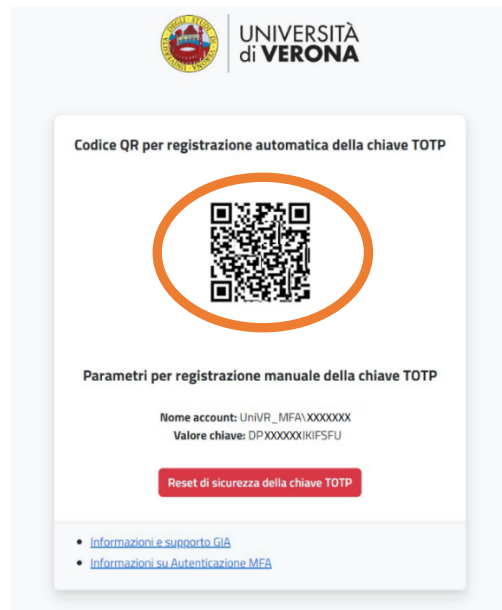 UNIVERSITÀ
di VERONA
Codice QR per registrazione automatica della chiave TOTP
Parametri per registrazione manuale della chiave TOTP
Nome account: UniVR_MFA\XXXXXXX
Valore chiave: DPXXXXXXIKIFSFU
Reset di sicurezza della chiave TOTP
Informazioni e supporto GIA
Informazioni su Autenticazione MFA